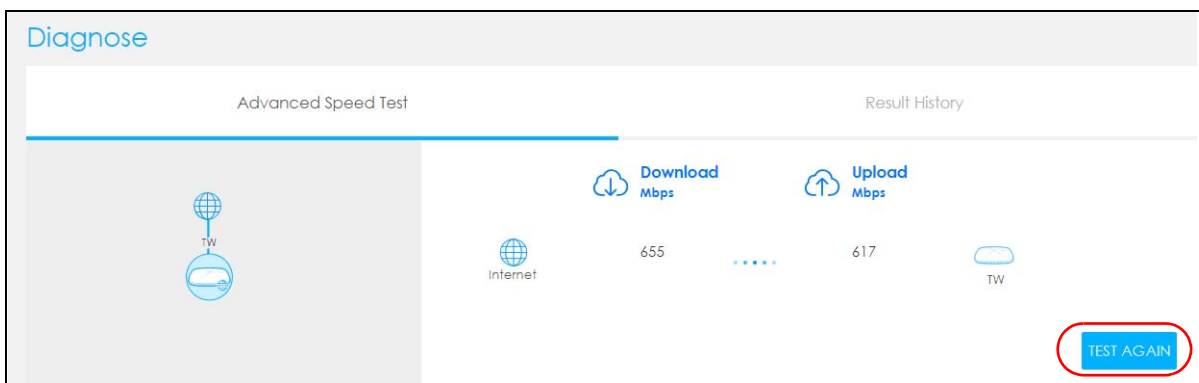 Diagnose
Advanced Speed Test
Result History
Download
Mbps
Upload
Mbps
TW
Internet
655
617
TW
TEST AGAIN